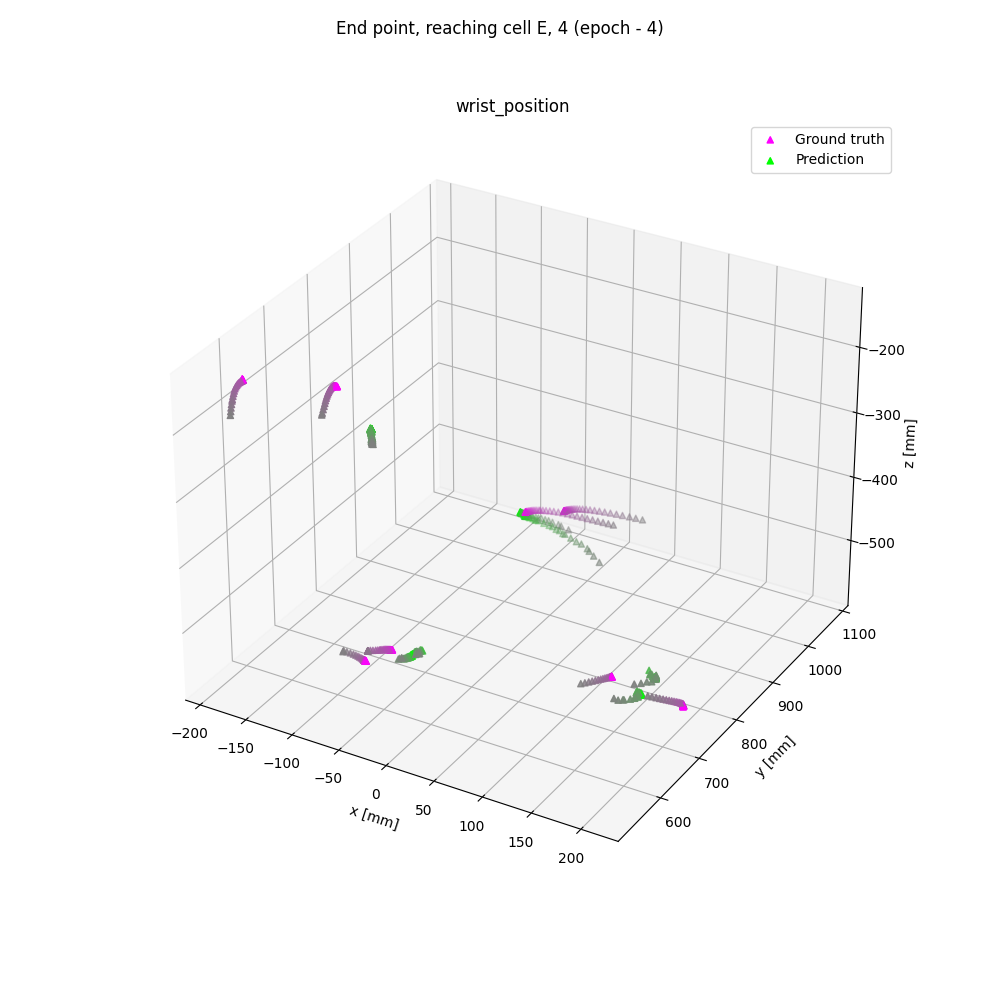 End point, reaching cell E, 4 (epoch - 4)
wrist_position
Ground truth
Prediction
−200
−300
−400
−500
z [mm]
1100
1000
900
800
700
600
y [mm]
−200
−150
−100
−50
0
50
100
150
200
x [mm]